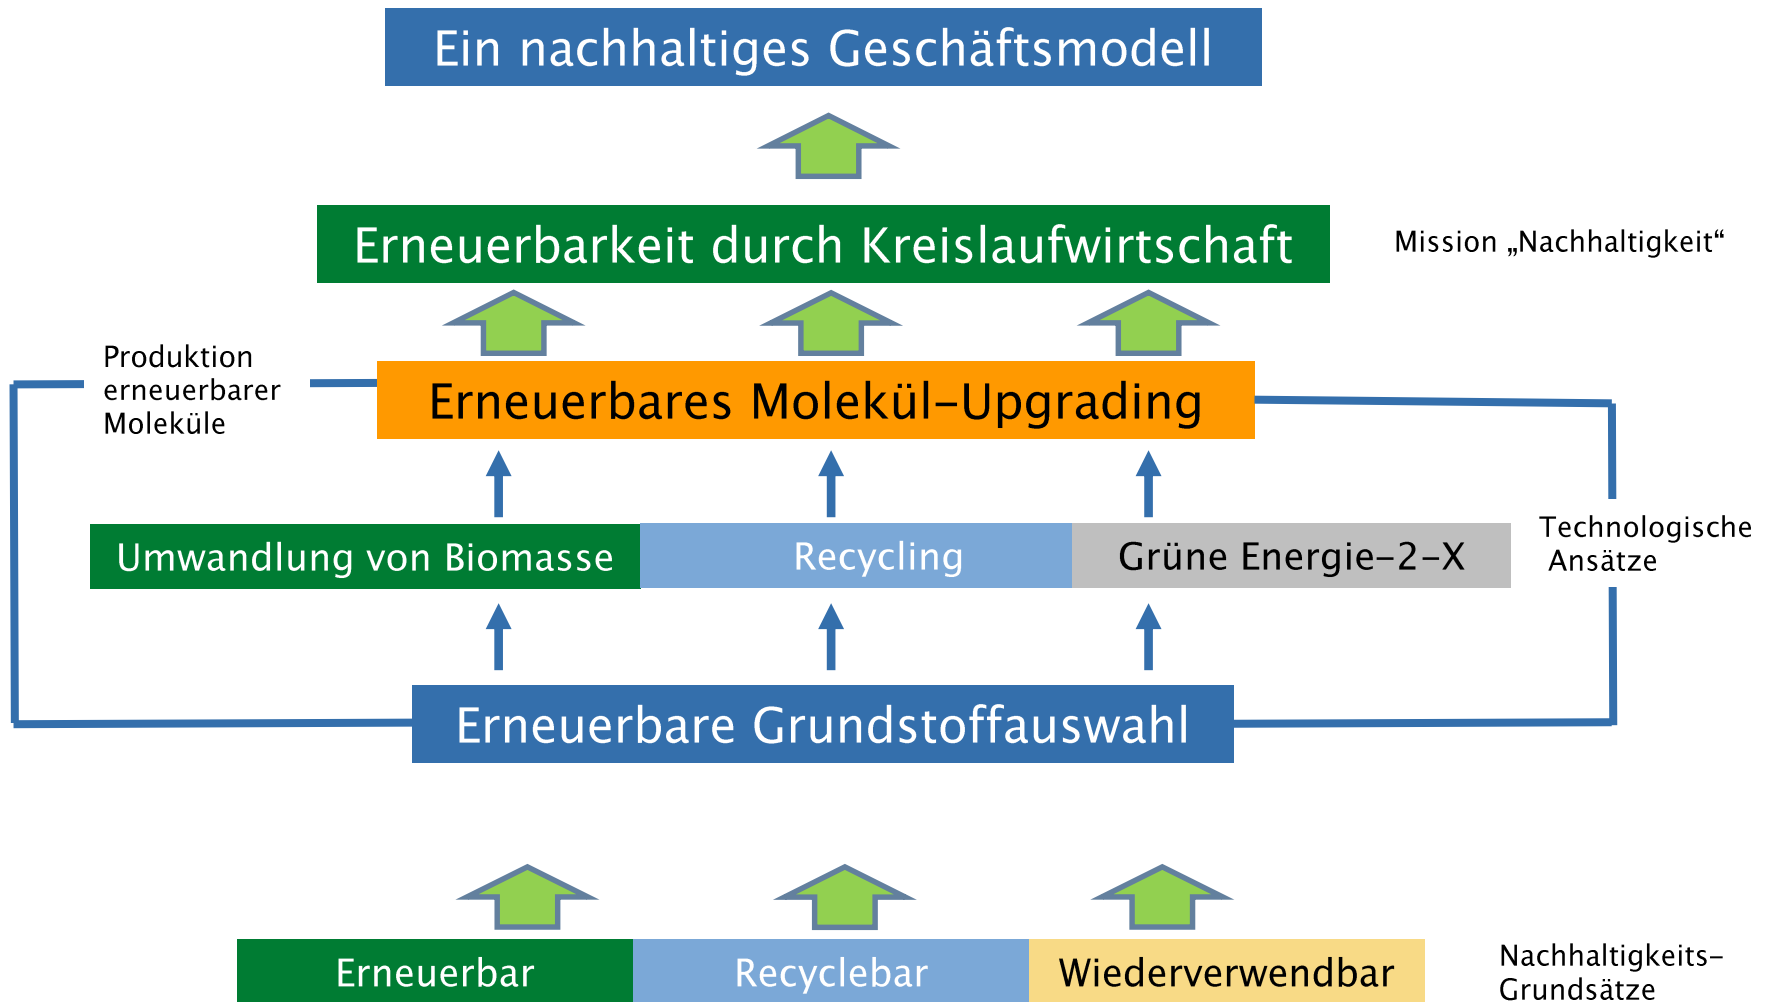 Ein nachhaltiges Geschäftsmodell
Erneuerbarkeit durch Kreislaufwirtschaft
Mission „Nachhaltigkeit“
Produktion
erneuerbarer
Moleküle
Erneuerbares Molekül-Upgrading
Umwandlung von Biomasse
Recycling
Grüne Energie-2-X
Technologische
Ansätze
Erneuerbare Grundstoffauswahl
Erneuerbar
Recyclebar
Wiederverwendbar
Nachhaltigkeits-
Grundsätze